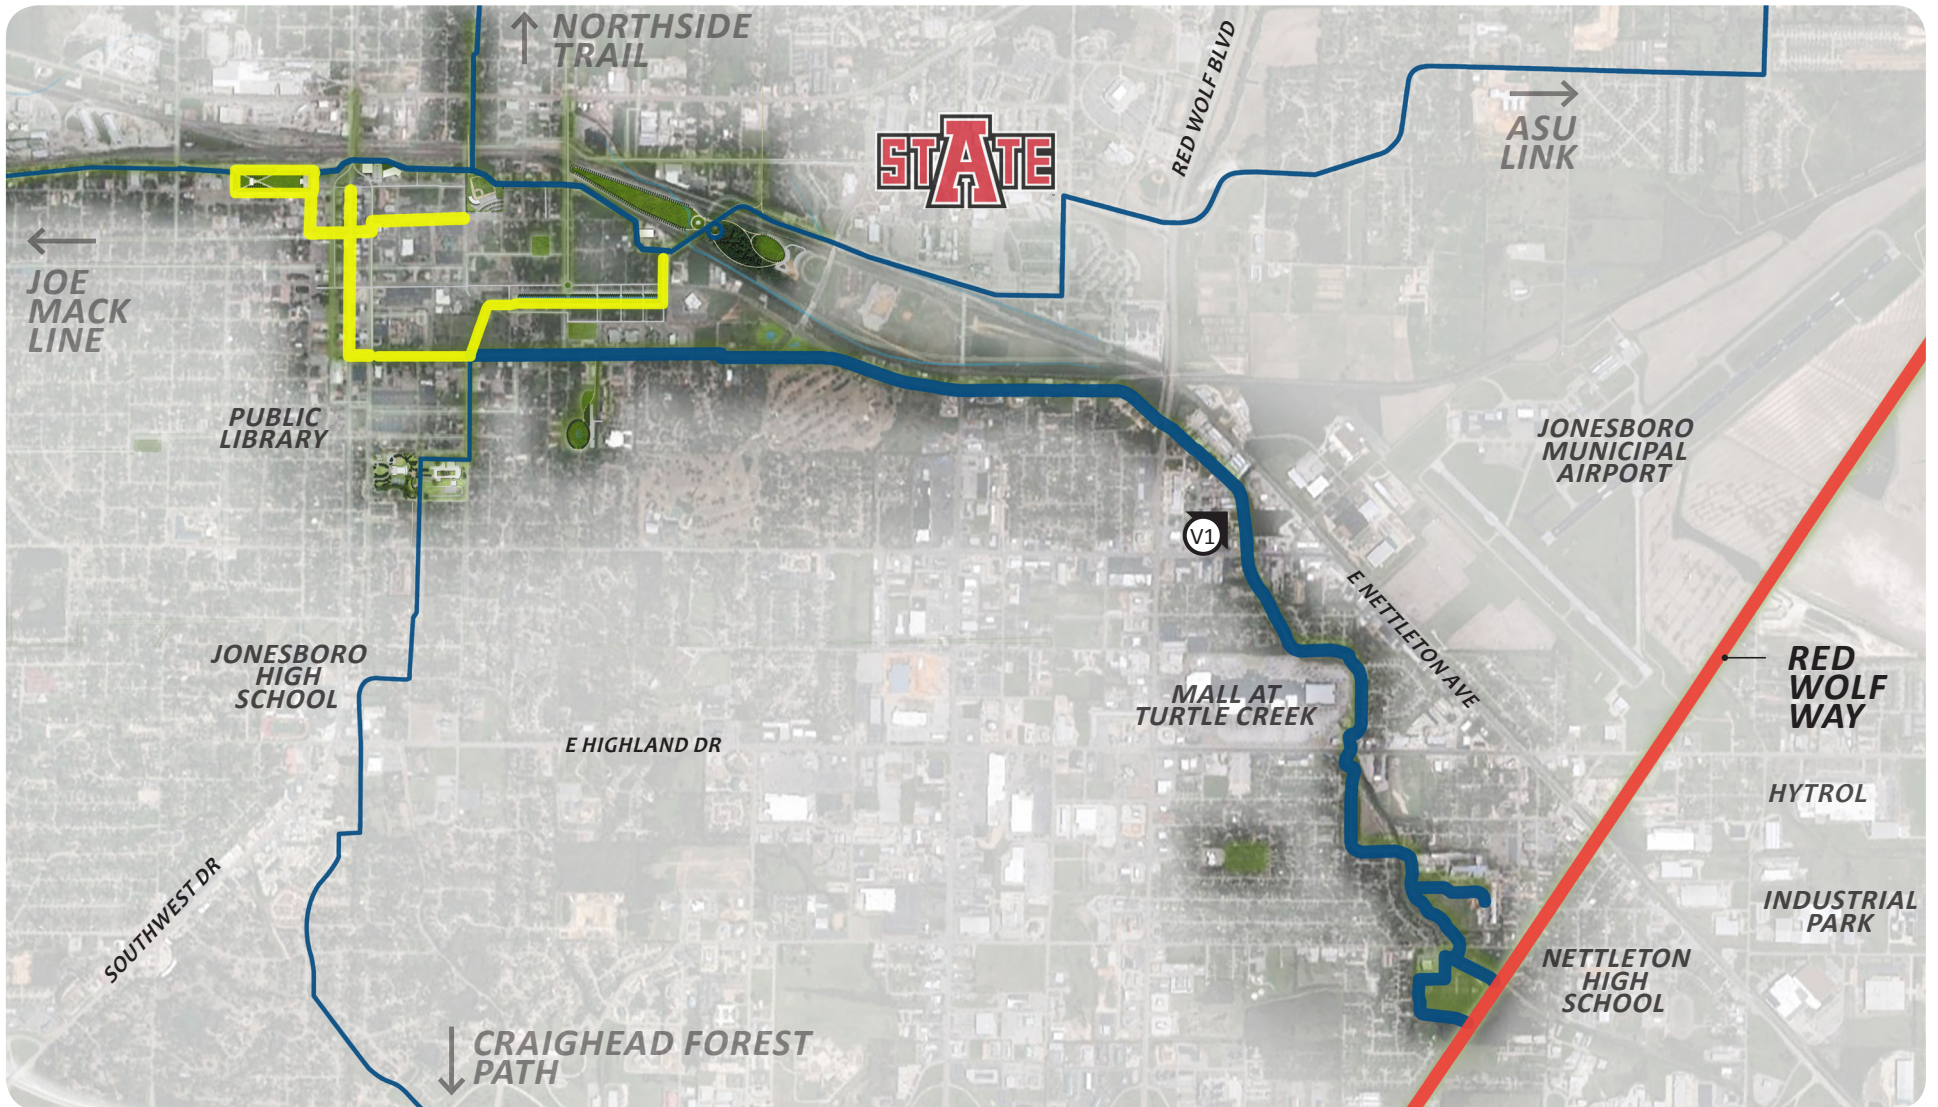 NORTHSIDE
TRAIL
RED WOLF BLVD
STATE
ASU
LINK
JOE
MACK
LINE
PUBLIC
LIBRARY
JONESBORO
MUNICIPAL
AIRPORT
V1
E NETTLETON AVE
JONESBORO
HIGH
SCHOOL
RED
WOLF
WAY
MALL AT
TURTLE CREEK
E HIGHLAND DR
HYTROL
SOUTHWEST DR
INDUSTRIAL
PARK
NETTLETON
HIGH
SCHOOL
CRAIGHEAD FOREST
PATH